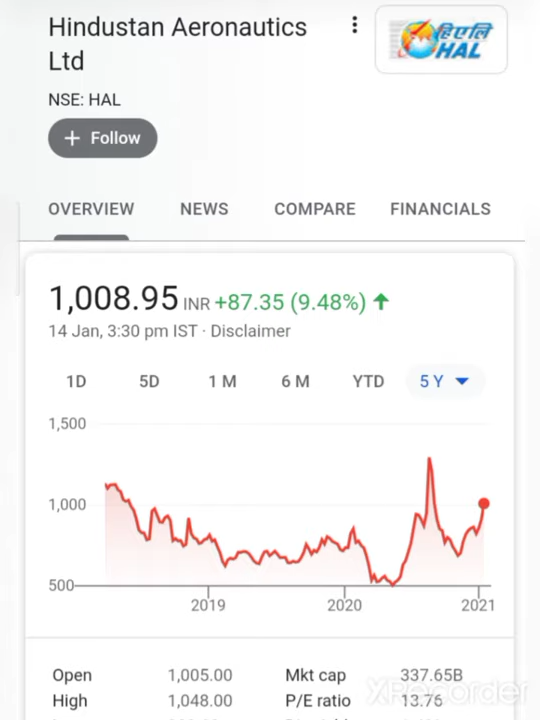 Hindustan Aeronautics
Ltd
हिएलि
HAL
NSE: HAL
+ Follow
OVERVIEW NEWS COMPARE FINANCIALS
1,008.95 INR +87.35 (9.48%) ↑
14 Jan, 3:30 pm IST · Disclaimer
1D 5D 1 M 6 M YTD 5 Y
1,500
1,000
500
2019 2020 2021
Open 1,005.00 Mkt cap 337.65B
High 1,048.00 P/E ratio 13.76
XRecorder